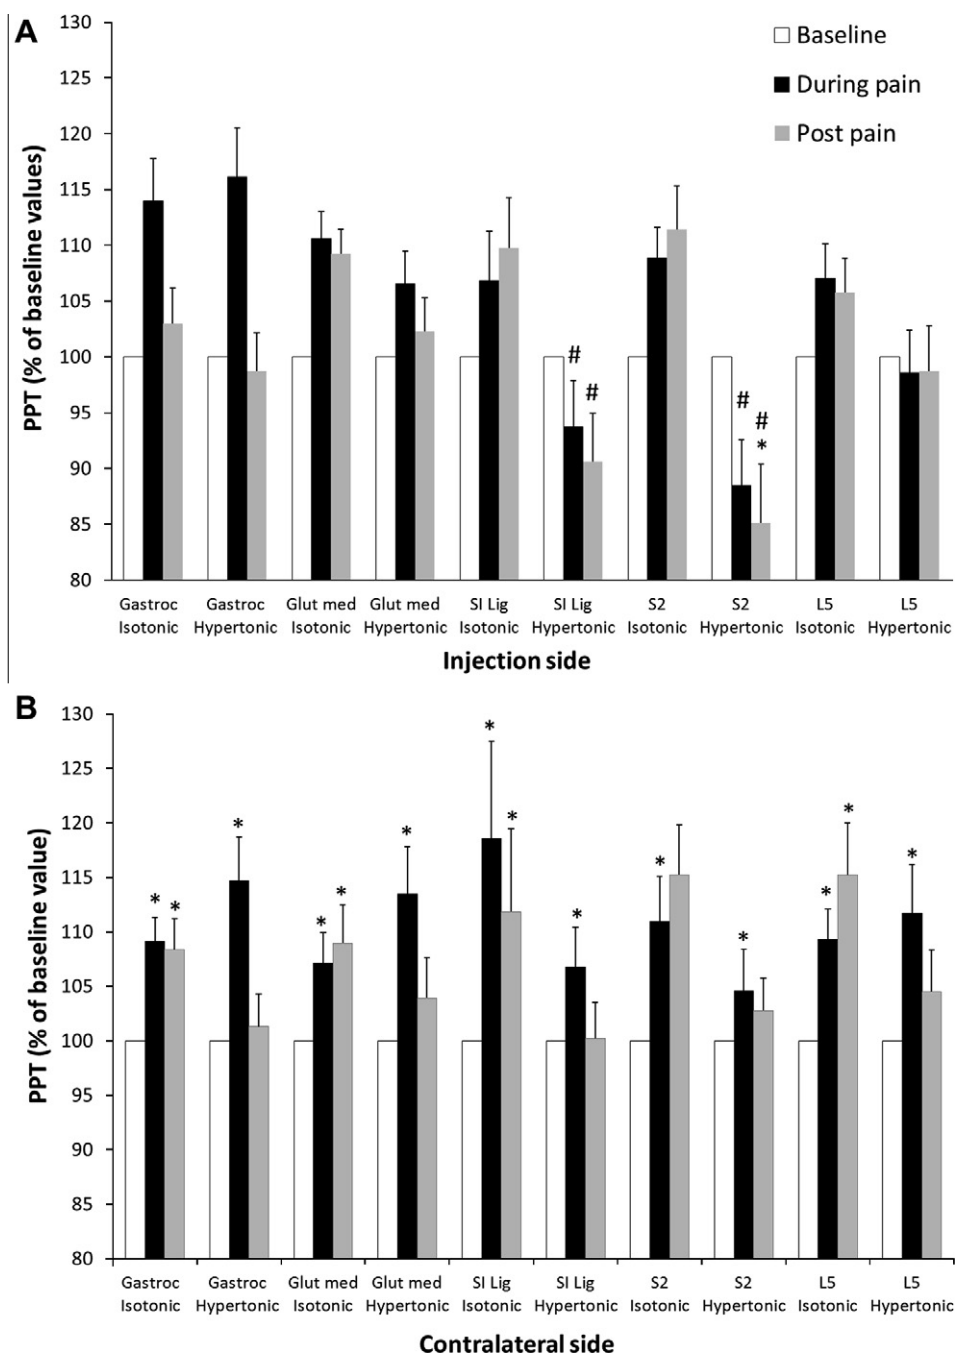 A
130
125
120
115
110
105
100
95
90
85
80
PPT (% of baseline values)
Baseline
During pain
Post pain
#
#
#
#
*
Gastroc Isotonic
Gastroc Hypertonic
Glut med Isotonic
Glut med Hypertonic
SI Lig Isotonic
SI Lig Hypertonic
S2 Isotonic
S2 Hypertonic
L5 Isotonic
L5 Hypertonic
Injection side
B
130
125
120
115
110
105
100
95
90
85
80
PPT (% of baseline value)
* * * * * * * * * * * * * *
Gastroc Isotonic
Gastroc Hypertonic
Glut med Isotonic
Glut med Hypertonic
SI Lig Isotonic
SI Lig Hypertonic
S2 Isotonic
S2 Hypertonic
L5 Isotonic
L5 Hypertonic
Contralateral side